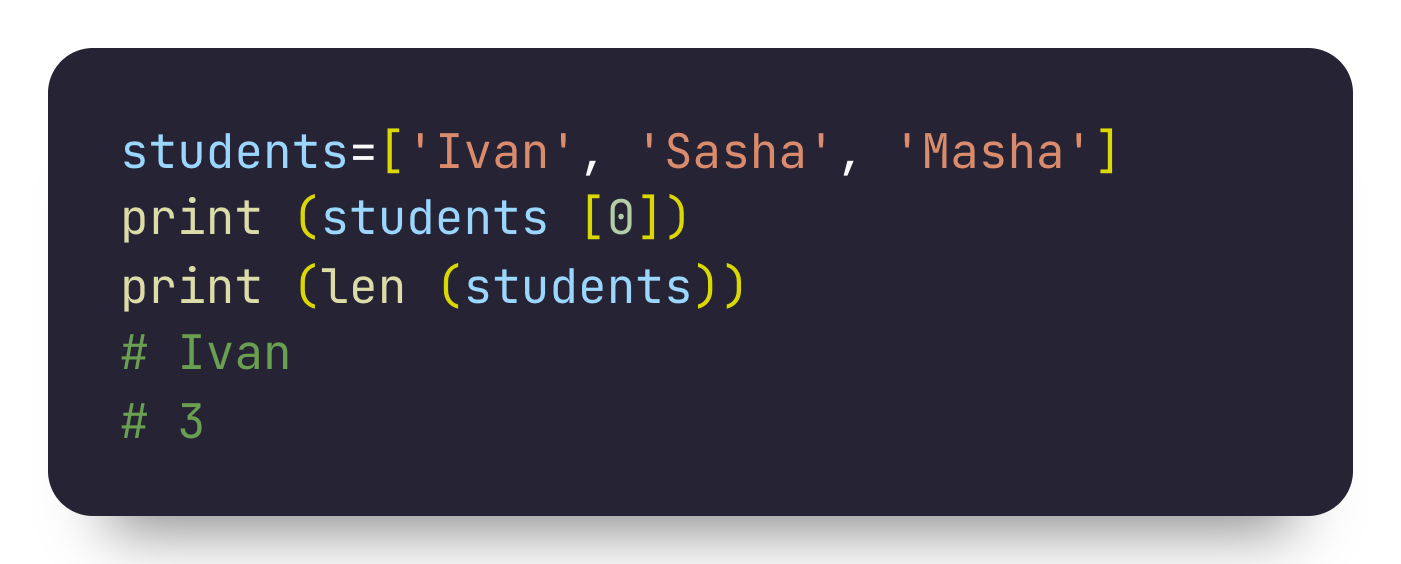 students=['Ivan', 'Sasha', 'Masha']
print (students [0])
print (len (students))
# Ivan
# 3